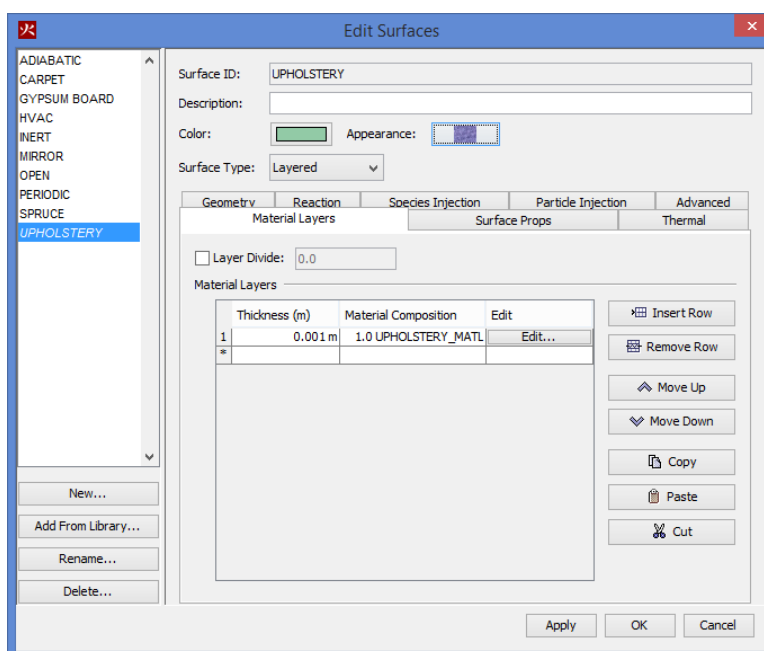 火
Edit Surfaces
ADIABATIC
CARPET
GYPSUM BOARD
HVAC
INERT
MIRROR
OPEN
PERIODIC
SPRUCE
UPHOLSTERY
New...
Add From Library...
Rename...
Delete...
Surface ID: UPHOLSTERY
Description:
Color: Appearance:
Surface Type: Layered
Geometry Reaction Species Injection Particle Injection Advanced
Material Layers Surface Props Thermal
Layer Divide: 0.0
Material Layers
Thickness (m) Material Composition Edit
1 0.001 m 1.0 UPHOLSTERY_MATL Edit...
*
Insert Row
Remove Row
Move Up
Move Down
Copy
Paste
Cut
Apply OK Cancel